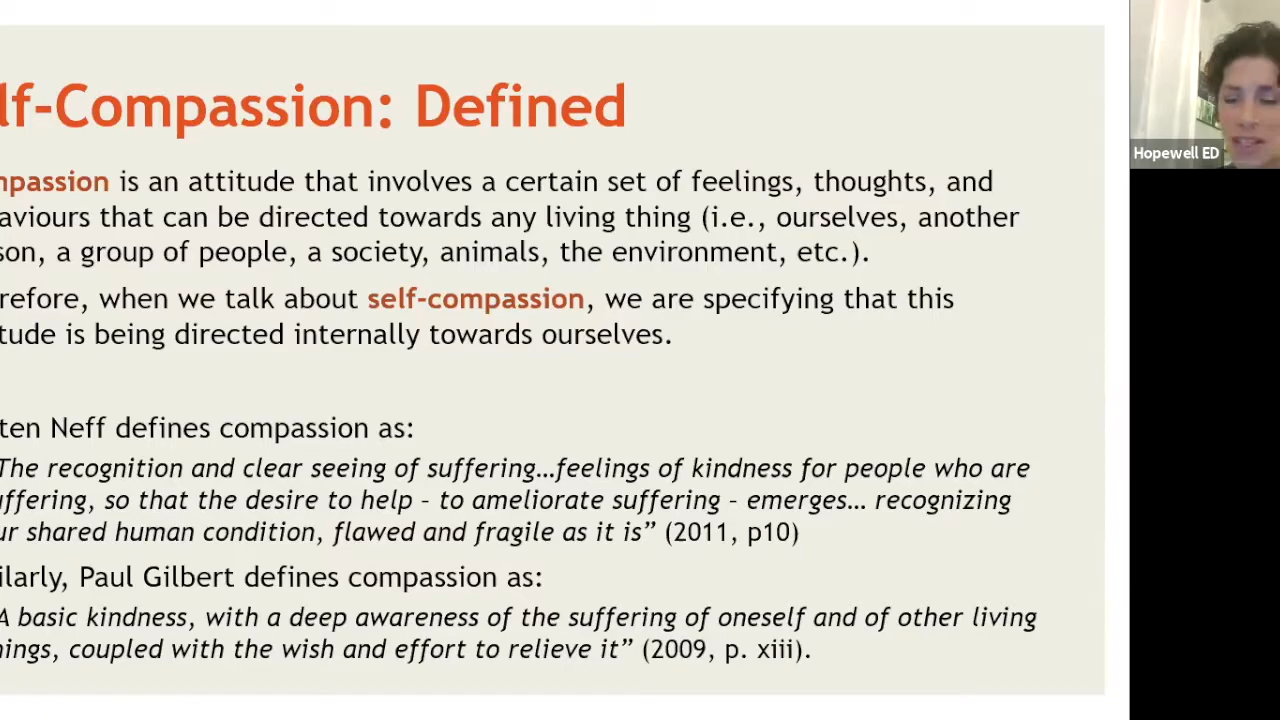 lf-Compassion: Defined
mpassion is an attitude that involves a certain set of feelings, thoughts, and
aviours that can be directed towards any living thing (i.e., ourselves, another
son, a group of people, a society, animals, the environment, etc.).
refore, when we talk about self-compassion, we are specifying that this
tude is being directed internally towards ourselves.
ten Neff defines compassion as:
The recognition and clear seeing of suffering…feelings of kindness for people who are
uffering, so that the desire to help – to ameliorate suffering – emerges… recognizing
ur shared human condition, flawed and fragile as it is” (2011, p10)
ilarly, Paul Gilbert defines compassion as:
A basic kindness, with a deep awareness of the suffering of oneself and of other living
hings, coupled with the wish and effort to relieve it” (2009, p. xiii).
Hopewell ED